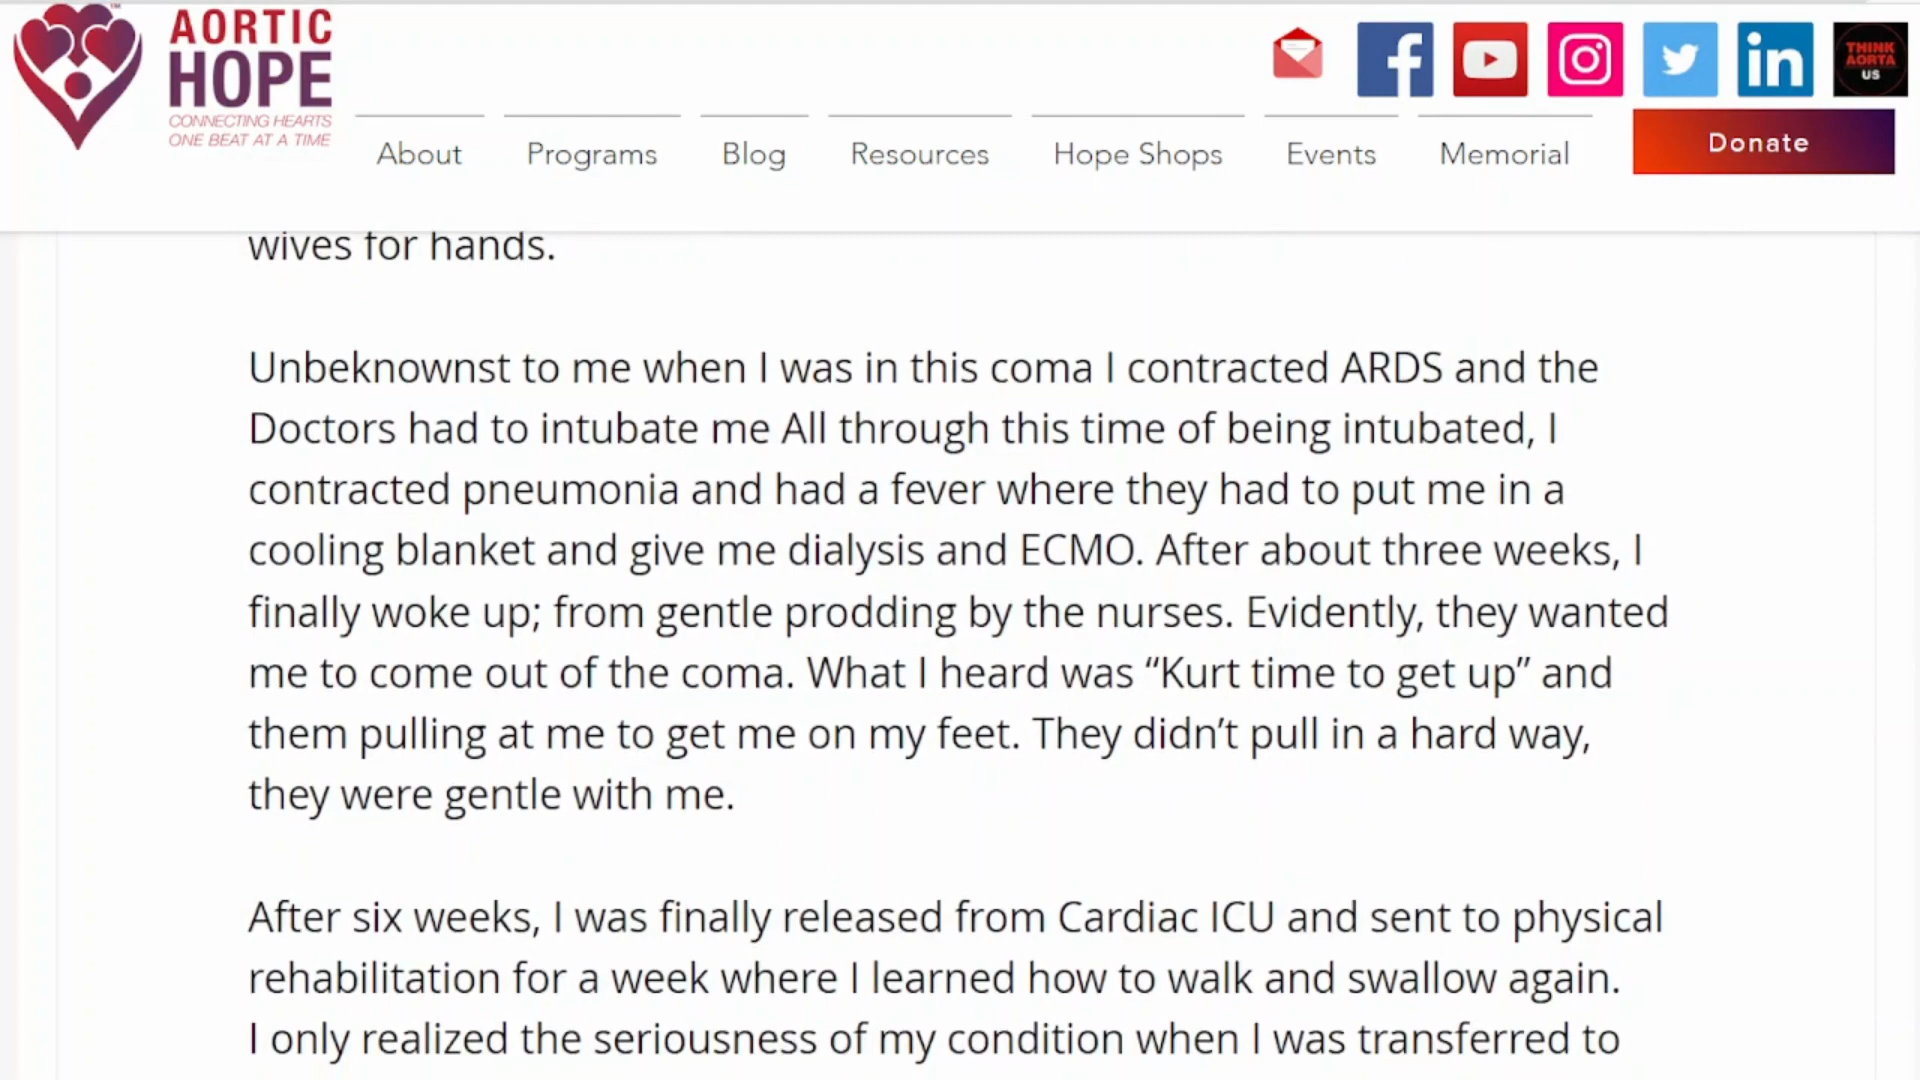 AORTIC
HOPE
CONNECTING HEARTS
ONE BEAT AT A TIME
THINK
AORTA
US
About
Programs
Blog
Resources
Hope Shops
Events
Memorial
Donate
wives for hands.
Unbeknownst to me when I was in this coma I contracted ARDS and the
Doctors had to intubate me All through this time of being intubated, I
contracted pneumonia and had a fever where they had to put me in a
cooling blanket and give me dialysis and ECMO. After about three weeks, I
finally woke up; from gentle prodding by the nurses. Evidently, they wanted
me to come out of the coma. What I heard was “Kurt time to get up” and
them pulling at me to get me on my feet. They didn’t pull in a hard way,
they were gentle with me.
After six weeks, I was finally released from Cardiac ICU and sent to physical
rehabilitation for a week where I learned how to walk and swallow again.
I only realized the seriousness of my condition when I was transferred to